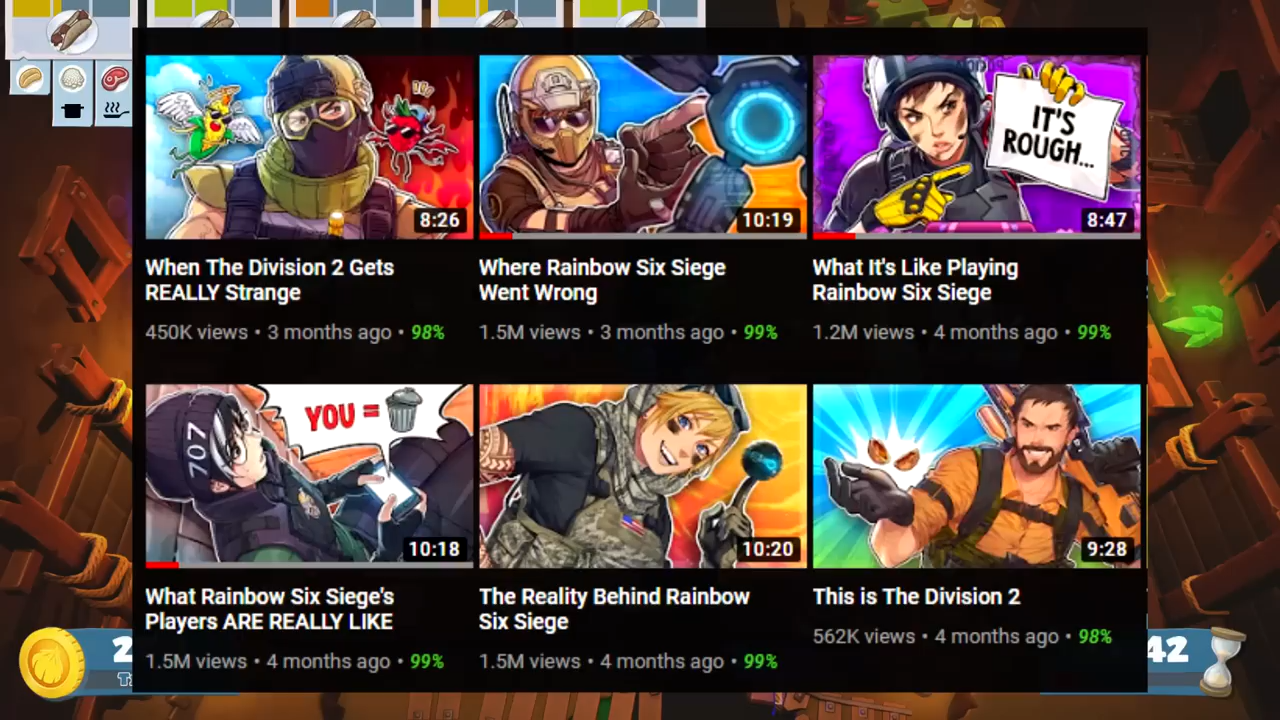 IT'S
ROUGH...
8:26
10:19
8:47
When The Division 2 Gets
REALLY Strange
Where Rainbow Six Siege
Went Wrong
What It's Like Playing
Rainbow Six Siege
450K views • 3 months ago • 98%
1.5M views • 3 months ago • 99%
1.2M views • 4 months ago • 99%
707
YOU =
10:18
10:20
9:28
What Rainbow Six Siege's
Players ARE REALLY LIKE
The Reality Behind Rainbow
Six Siege
This is The Division 2
1.5M views • 4 months ago • 99%
1.5M views • 4 months ago • 99%
562K views • 4 months ago • 98%
2
42